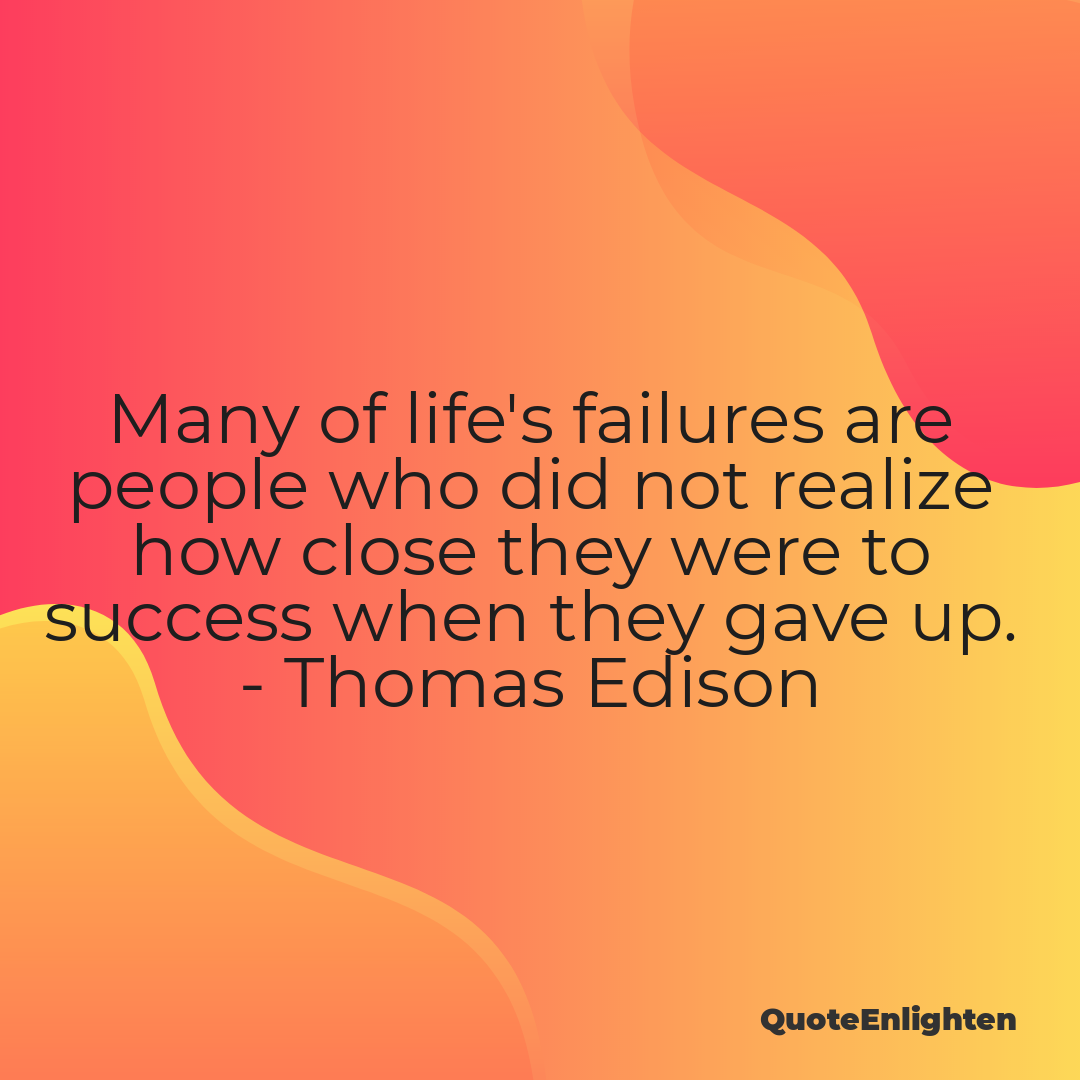 Many of life's failures are
people who did not realize
how close they were to
success when they gave up.
- Thomas Edison
QuoteEnlighten